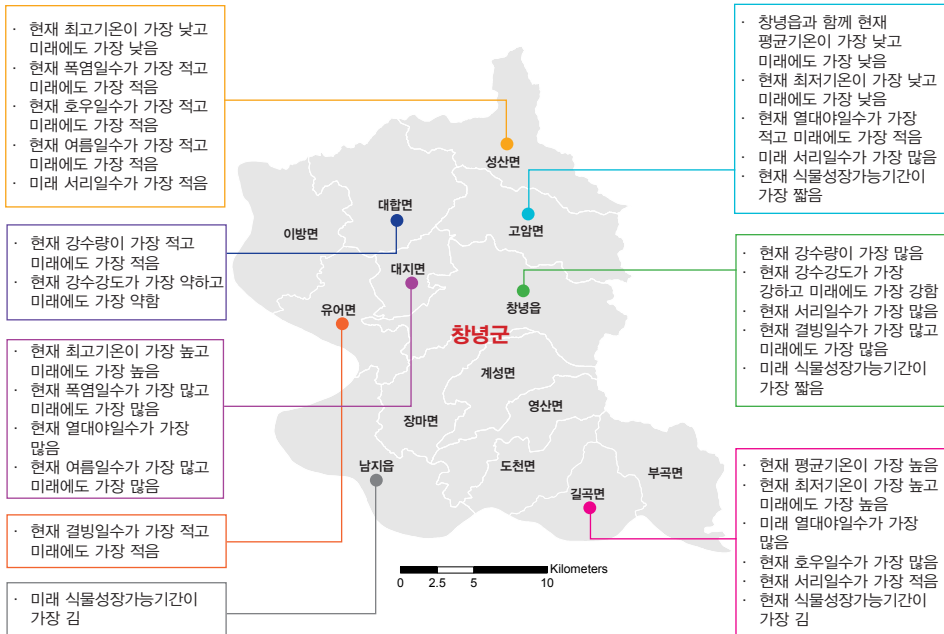 · 현재 최고기온이 가장 낮고
미래에도 가장 낮음
· 현재 폭염일수가 가장 적고
미래에도 가장 적음
· 현재 호우일수가 가장 적고
미래에도 가장 적음
· 현재 여름일수가 가장 적고
미래에도 가장 적음
· 미래 서리일수가 가장 적음
· 현재 강수량이 가장 적고
미래에도 가장 적음
· 현재 강수강도가 가장 약하고
미래에도 가장 약함
· 현재 최고기온이 가장 높고
미래에도 가장 높음
· 현재 폭염일수가 가장 많고
미래에도 가장 많음
· 현재 열대야일수가 가장
많음
· 현재 여름일수가 가장 많고
미래에도 가장 많음
· 현재 결빙일수가 가장 적고
미래에도 가장 적음
· 미래 식물성장가능기간이
가장 김
성산면
대합면
이방면
고암면
대지면
유어면
창녕읍
창녕군
계성면
영산면
장마면
남지읍
도천면
부곡면
길곡면
Kilometers
0 2.5 5 10
· 창녕읍과 함께 현재
평균기온이 가장 낮고
미래에도 가장 낮음
· 현재 최저기온이 가장 낮고
미래에도 가장 낮음
· 현재 열대야일수가 가장
적고 미래에도 가장 적음
· 미래 서리일수가 가장 많음
· 현재 식물성장가능기간이
가장 짧음
· 현재 강수량이 가장 많음
· 현재 강수강도가 가장
강하고 미래에도 가장 강함
· 현재 서리일수가 가장 많음
· 현재 결빙일수가 가장 많고
미래에도 가장 많음
· 미래 식물성장가능기간이
가장 짧음
· 현재 평균기온이 가장 높음
· 현재 최저기온이 가장 높고
미래에도 가장 높음
· 미래 열대야일수가 가장
많음
· 현재 호우일수가 가장 많음
· 현재 서리일수가 가장 적음
· 현재 식물성장가능기간이
가장 김